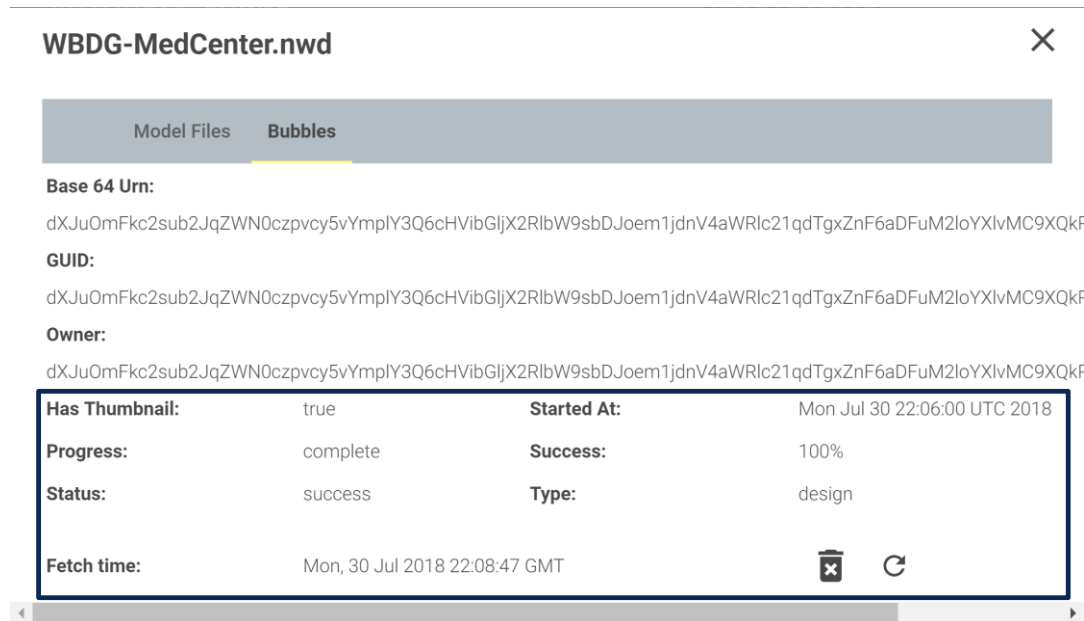 WBDG-MedCenter.nwd
Model Files Bubbles
Base 64 Urn:
dXJuOmFkc2sub2JqZWN0czpvcy5vYmplY3Q6cHVibGljX2RlbW9sbDJoem1jdnV4aWRlc21qdTgxZnF6aDFuM2loYXlvMC9XQkF
GUID:
dXJuOmFkc2sub2JqZWN0czpvcy5vYmplY3Q6cHVibGljX2RlbW9sbDJoem1jdnV4aWRlc21qdTgxZnF6aDFuM2loYXlvMC9XQkF
Owner:
dXJuOmFkc2sub2JqZWN0czpvcy5vYmplY3Q6cHVibGljX2RlbW9sbDJoem1jdnV4aWRlc21qdTgxZnF6aDFuM2loYXlvMC9XQkF
Has Thumbnail: true Started At: Mon Jul 30 22:06:00 UTC 2018
Progress: complete Success: 100%
Status: success Type: design
Fetch time: Mon, 30 Jul 2018 22:08:47 GMT